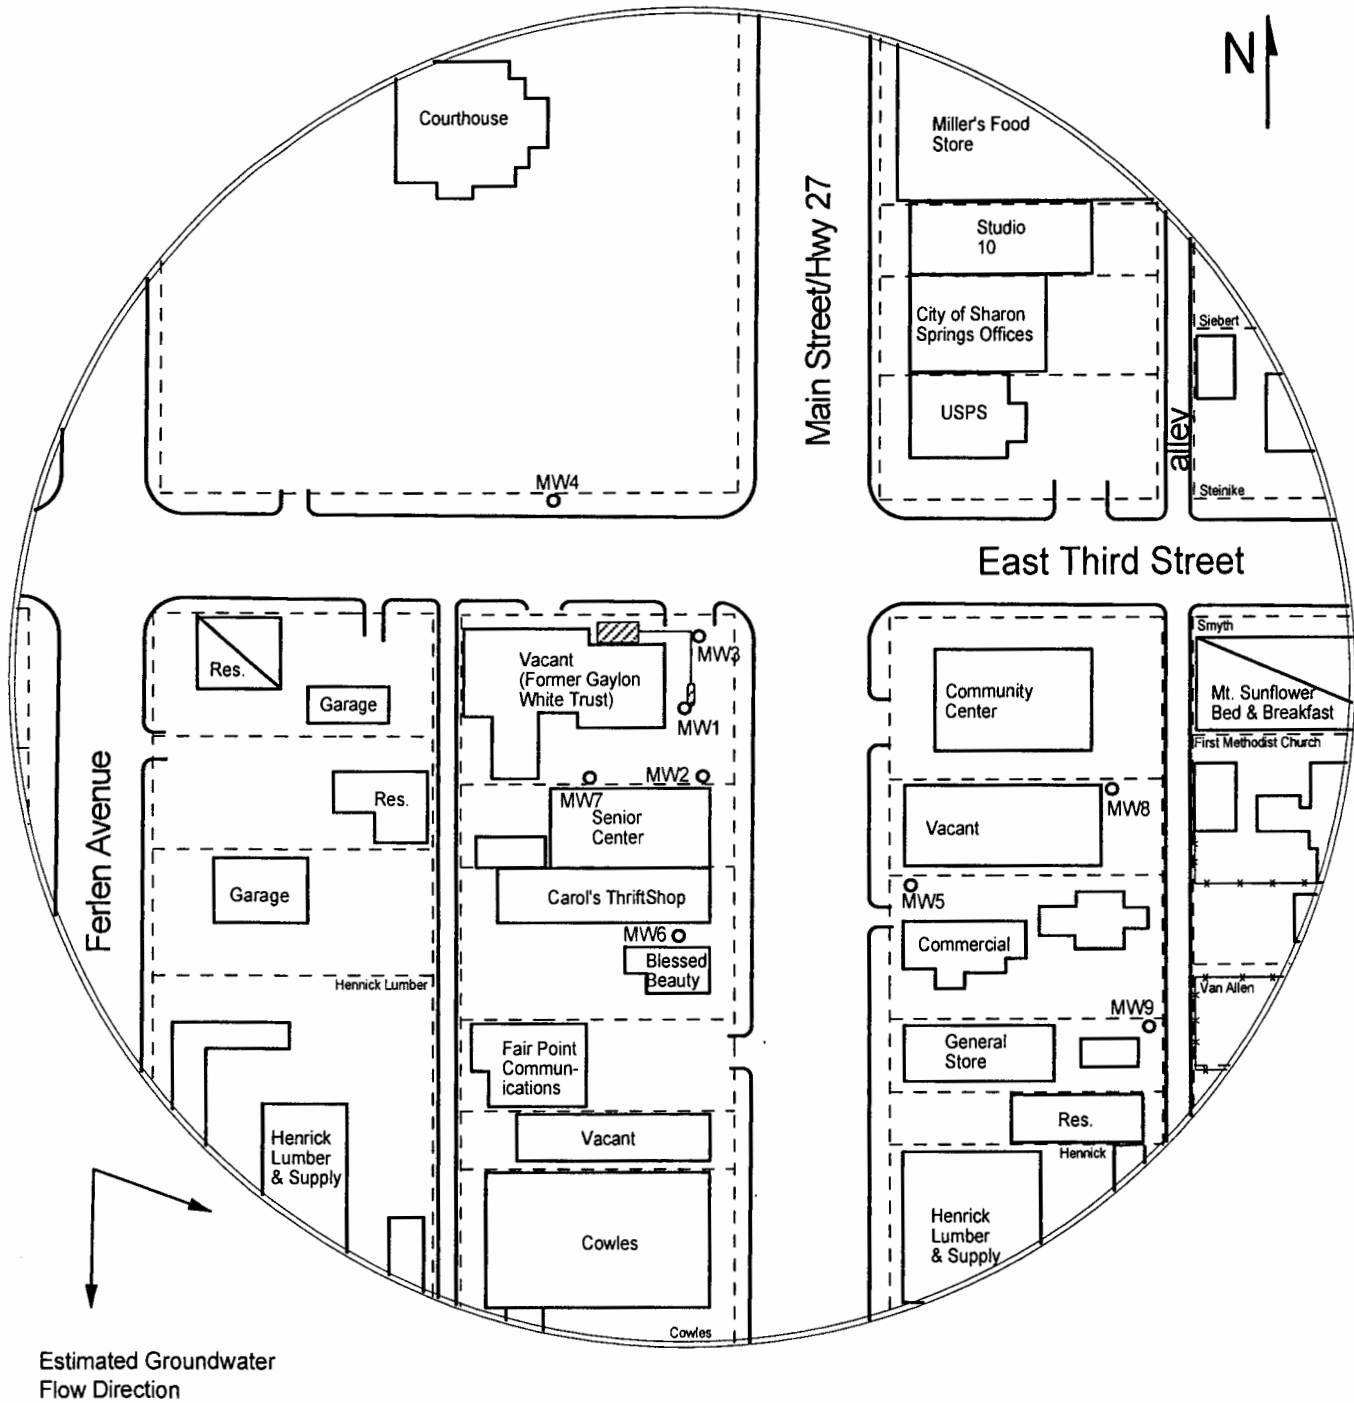 N
Courthouse
Miller's Food
Store
Main Street/Hwy 27
Studio
10
City of Sharon
Springs Offices
Siebert
USPS
alley
MW4
Steinike
East Third Street
Smyth
Res.
Vacant
(Former Gaylon
White Trust)
MW3
Garage
MW1
Community
Center
Mt. Sunflower
Bed & Breakfast
First Methodist Church
Ferlen Avenue
Res.
MW2
MW7
Senior
Center
MW8
Vacant
Garage
Carol's ThriftShop
MW5
MW6
Commercial
Blessed
Beauty
Hennick Lumber
Van Allen
MW9
Fair Point
Commun-
ications
General
Store
Vacant
Res.
Henrick
Lumber
& Supply
Hennick
Cowles
Henrick
Lumber
& Supply
Cowles
Estimated Groundwater
Flow Direction